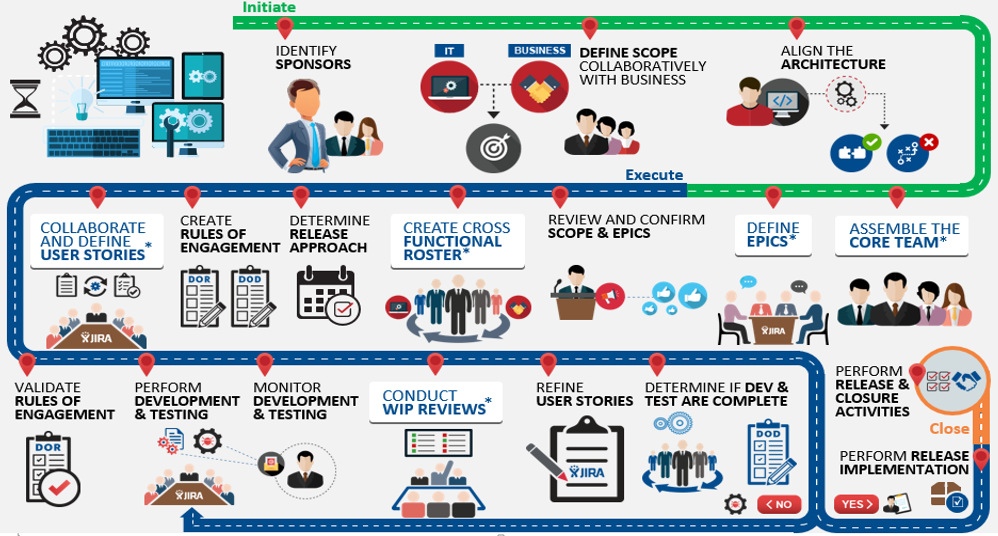 Initiate
IDENTIFY
SPONSORS
IT
BUSINESS
DEFINE SCOPE
COLLABORATIVELY
WITH BUSINESS
ALIGN THE
ARCHITECTURE
Execute
COLLABORATE
AND DEFINE
USER STORIES*
CREATE
RULES OF
ENGAGEMENT
DETERMINE
RELEASE
APPROACH
CREATE CROSS
FUNCTIONAL
ROSTER*
REVIEW AND CONFIRM
SCOPE & EPICS
DEFINE
EPICS*
ASSEMBLE THE
CORE TEAM*
DOR
DOD
JIRA
JIRA
VALIDATE
RULES OF
ENGAGEMENT
PERFORM
DEVELOPMENT
& TESTING
MONITOR
DEVELOPMENT
& TESTING
CONDUCT
WIP REVIEWS*
REFINE
USER STORIES
DETERMINE IF DEV &
TEST ARE COMPLETE
PERFORM
RELEASE &
CLOSURE
ACTIVITIES
Close
PERFORM RELEASE
IMPLEMENTATION
DOR
JIRA
JIRA
DOD
< NO
YES >